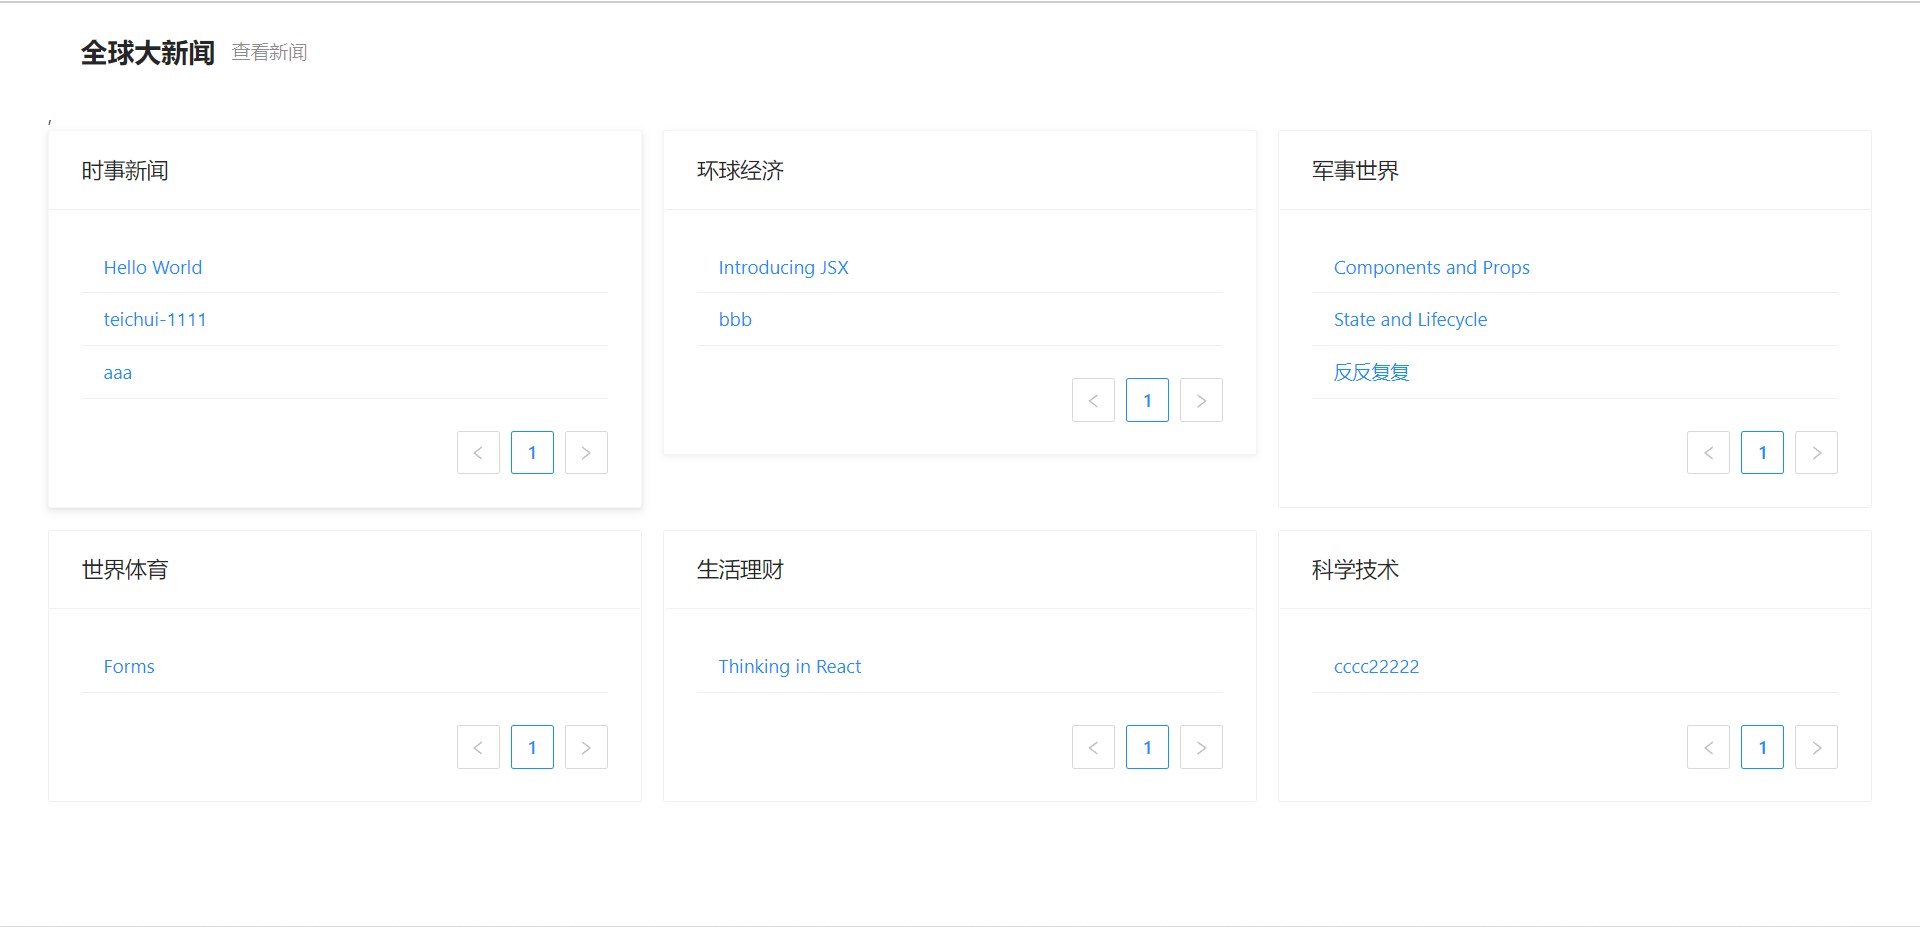 全球大新闻 查看新闻
,
时事新闻
Hello World
teichui-1111
aaa
< 1 >
环球经济
Introducing JSX
bbb
< 1 >
军事世界
Components and Props
State and Lifecycle
反反复复
< 1 >
世界体育
Forms
< 1 >
生活理财
Thinking in React
< 1 >
科学技术
cccc22222
< 1 >